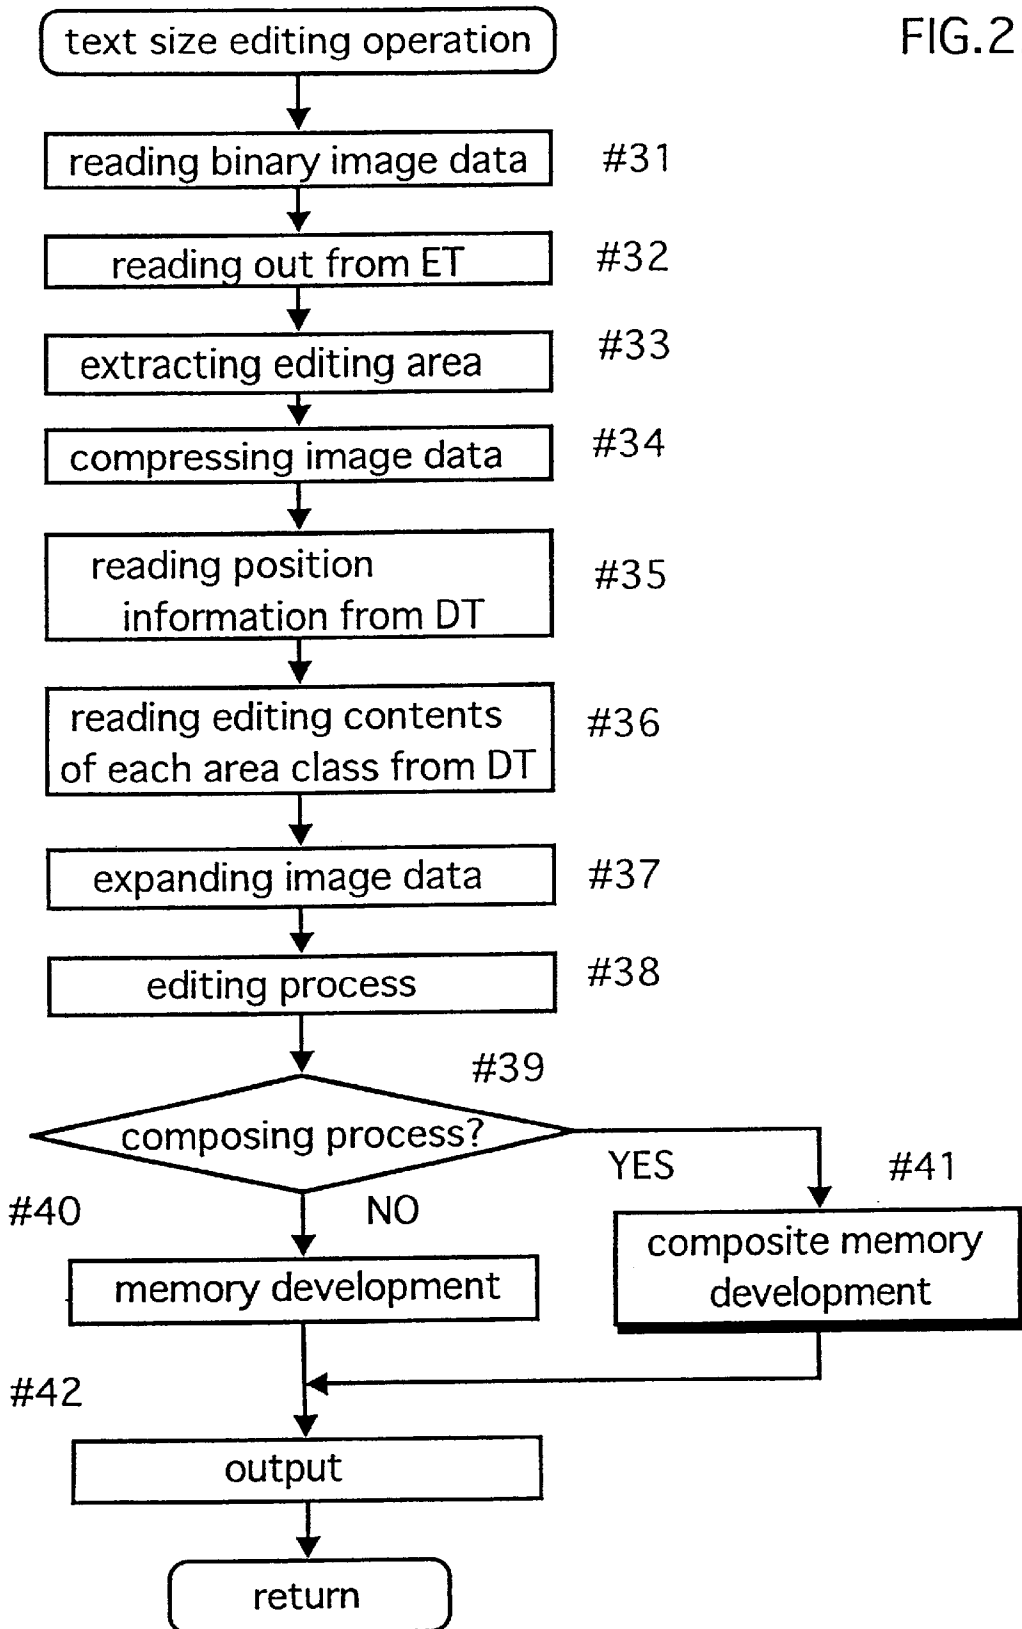 FIG.2
text size editing operation
reading binary image data #31
reading out from ET #32
extracting editing area #33
compressing image data #34
reading position
information from DT
#35
reading editing contents
of each area class from DT
#36
expanding image data #37
editing process #38
#39
composing process?
YES
#41
#40
NO
composite memory
development
memory development
#42
output
return